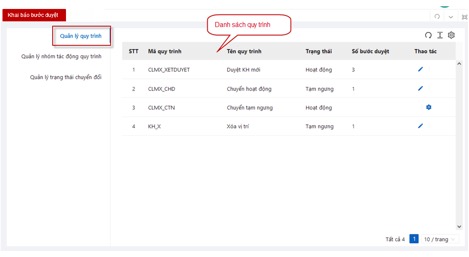 Khai báo bước duyệt
Danh sách quy trình
Quản lý quy trình
Quản lý nhóm tác động quy trình
Quản lý trạng thái chuyển đổi
STT Mã quy trình Tên quy trình Trạng thái Số bước duyệt Thao tác
1 CLMX_XETDUYET Duyệt KH mới Hoạt động 3
2 CLMX_CHD Chuyển hoạt động Tạm ngưng 1
3 CLMX_CTN Chuyển tạm ngưng Hoạt động
4 KH_X Xóa vị trí Tạm ngưng 1
Tất cả 4 1 10 / trang